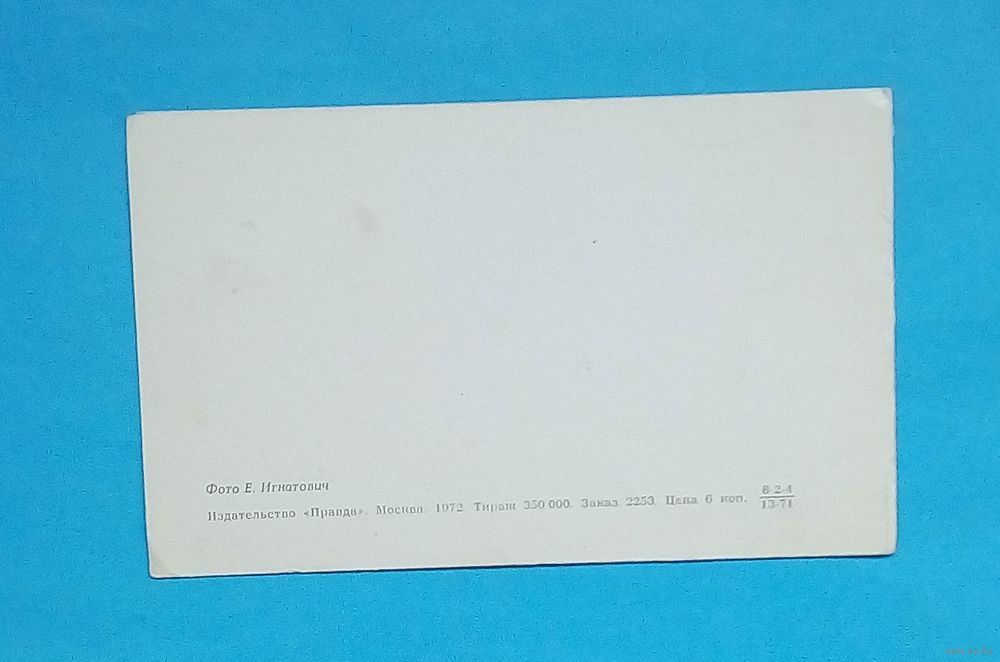 Фото Е. Игнатович
Издательство «Правда». Москва. 1972. Тираж 350 000. Заказ 2253. Цена 6 коп. 8-2-4
13-71